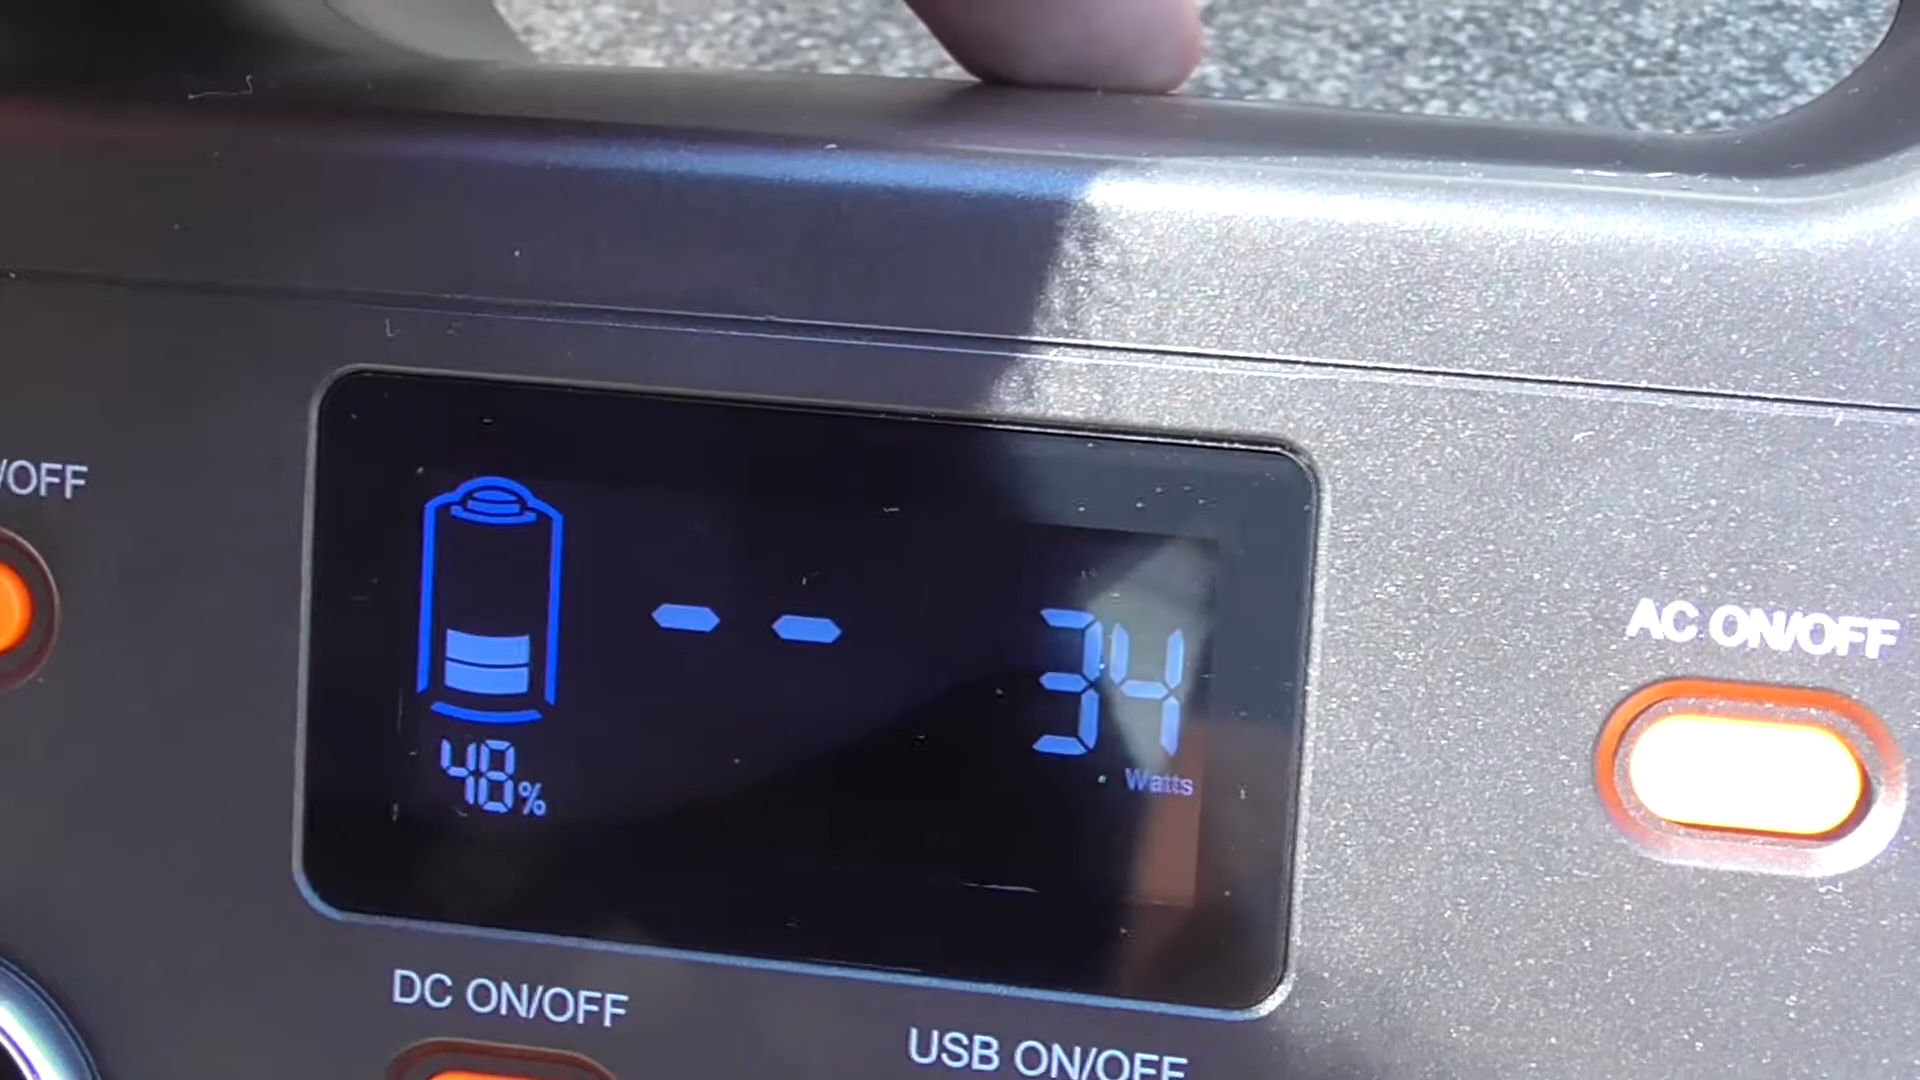 /OFF
-- 34
Watts
48%
AC ON/OFF
DC ON/OFF
USB ON/OFF